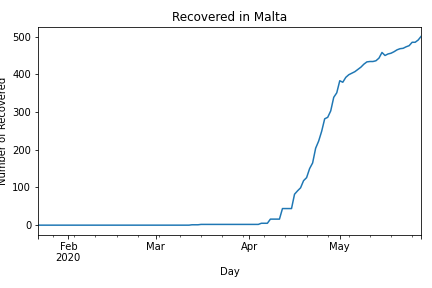 Recovered in Malta
Number of Recovered
500
400
300
200
100
0
Feb
2020
Mar
Apr
May
Day